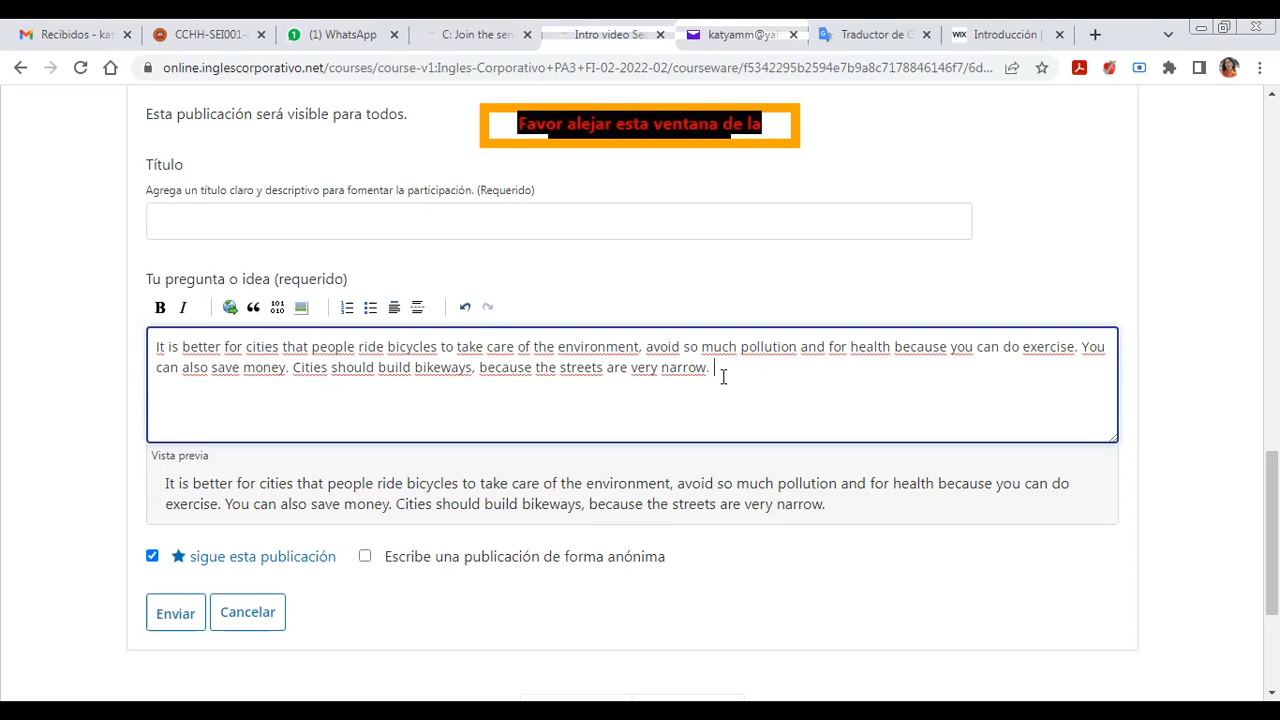 Recibidos - ka
CCHH-SEI001-
(1) WhatsApp
C: Join the sen
Intro video Se
katyamm@yal
Traductor de G
WIX Introducción |
online.inglescorporativo.net/courses/course-v1:Ingles-Corporativo+PA3+FI-02-2022-02/courseware/f5342295b2594e7b9a8c7178846146f7/6d...
Esta publicación será visible para todos.
Favor alejar esta ventana de la
Título
Agrega un título claro y descriptivo para fomentar la participación. (Requerido)
Tu pregunta o idea (requerido)
B I
It is better for cities that people ride bicycles to take care of the environment, avoid so much pollution and for health because you can do exercise. You
can also save money. Cities should build bikeways, because the streets are very narrow.
Vista previa
It is better for cities that people ride bicycles to take care of the environment, avoid so much pollution and for health because you can do
exercise. You can also save money. Cities should build bikeways, because the streets are very narrow.
sigue esta publicación Escribe una publicación de forma anónima
Enviar Cancelar